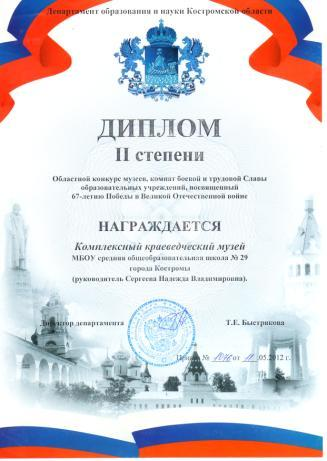 Департамент образования и науки Костромской области
ДИПЛОМ
II степени
Областной конкурс музеев, комнат боевой и трудовой Славы
образовательных учреждений, посвященный
67-летию Победы в Великой Отечественной войне
НАГРАЖДАЕТСЯ
Комплексный краеведческий музей
МБОУ средняя общеобразовательная школа № 29
города Костромы
(руководитель Сергеева Надежда Владимировна).
Директор департамента Т.Е. Быстрякова
Приказ № от 05.2012 г.